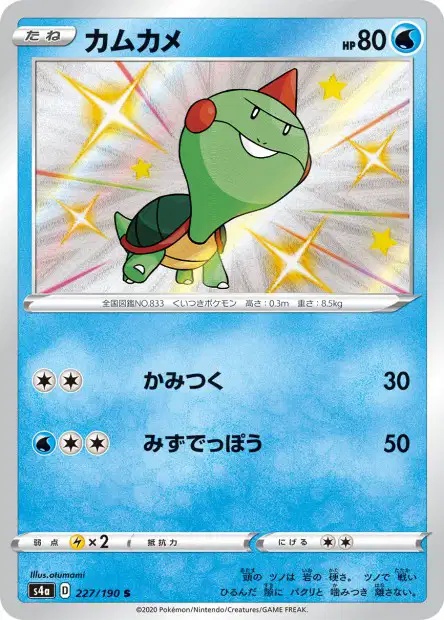 たね カムカメ HP80
全国図鑑NO.833 くいつきポケモン 高さ:0.3m 重さ:8.5kg
かみつく 30
みずでっぽう 50
弱点 ×2 抵抗力 にげる
Illus.otumami
s4a D 227/190 S
頭の ツノは 岩の 硬さ。 ツノで 戦い
ひるんだ 隙に パクリと 噛みつき 離さない。
©2020 Pokémon/Nintendo/Creatures/GAME FREAK.